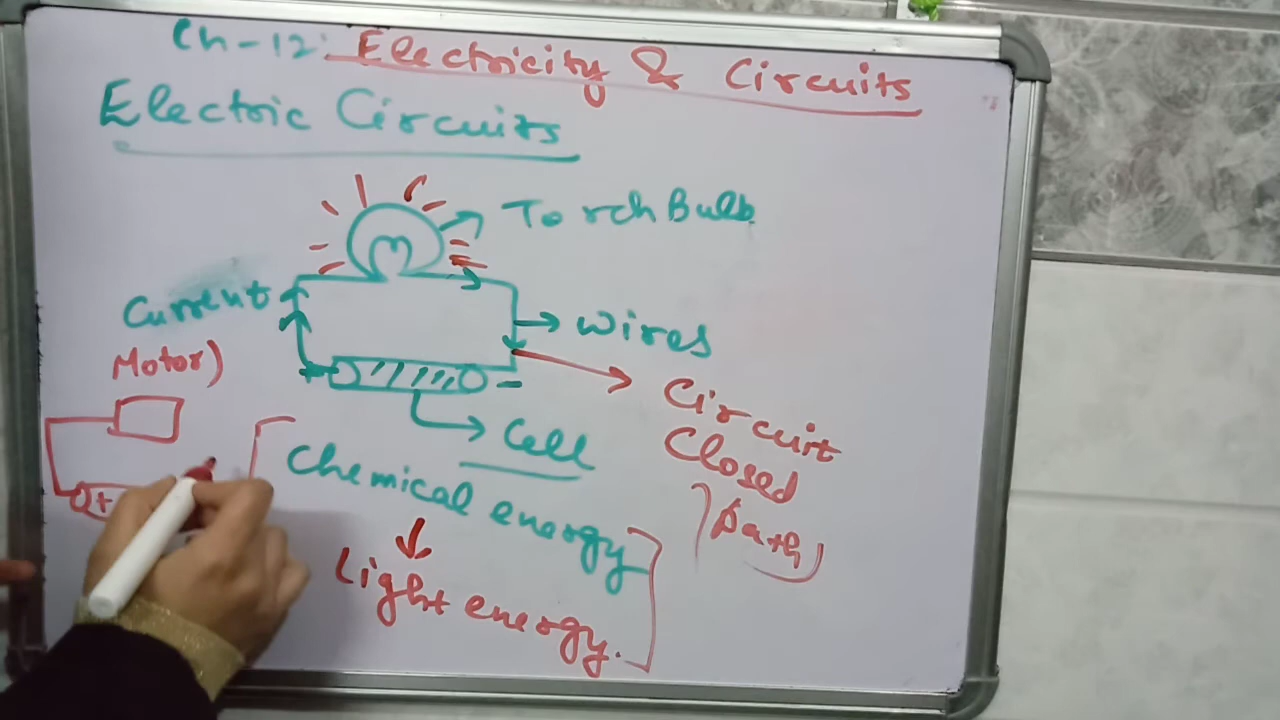 Ch-12: Electricity & Circuits
Electric Circuits
Torch Bulb
Current
Wires
Motor)
+ -
Cell
Circuit
Closed
(Path)
+
Chemical energy
Light energy.